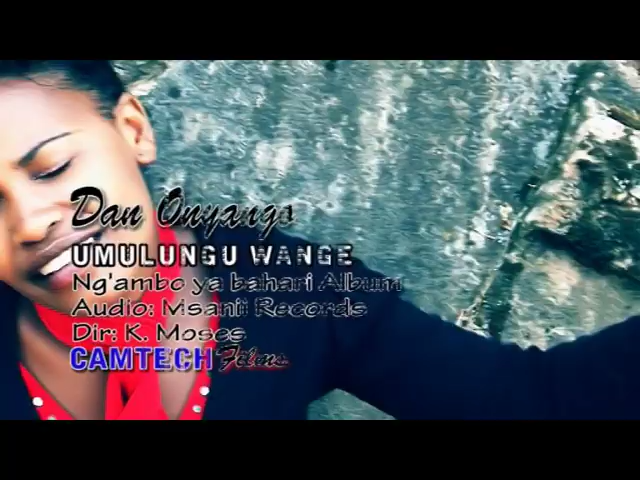 Dan Onyango
UMULUNGU WANGE
Ng'ambo ya bahari Album
Audio: Msanii Records
Dir: K. Moses
CAMTECH Films